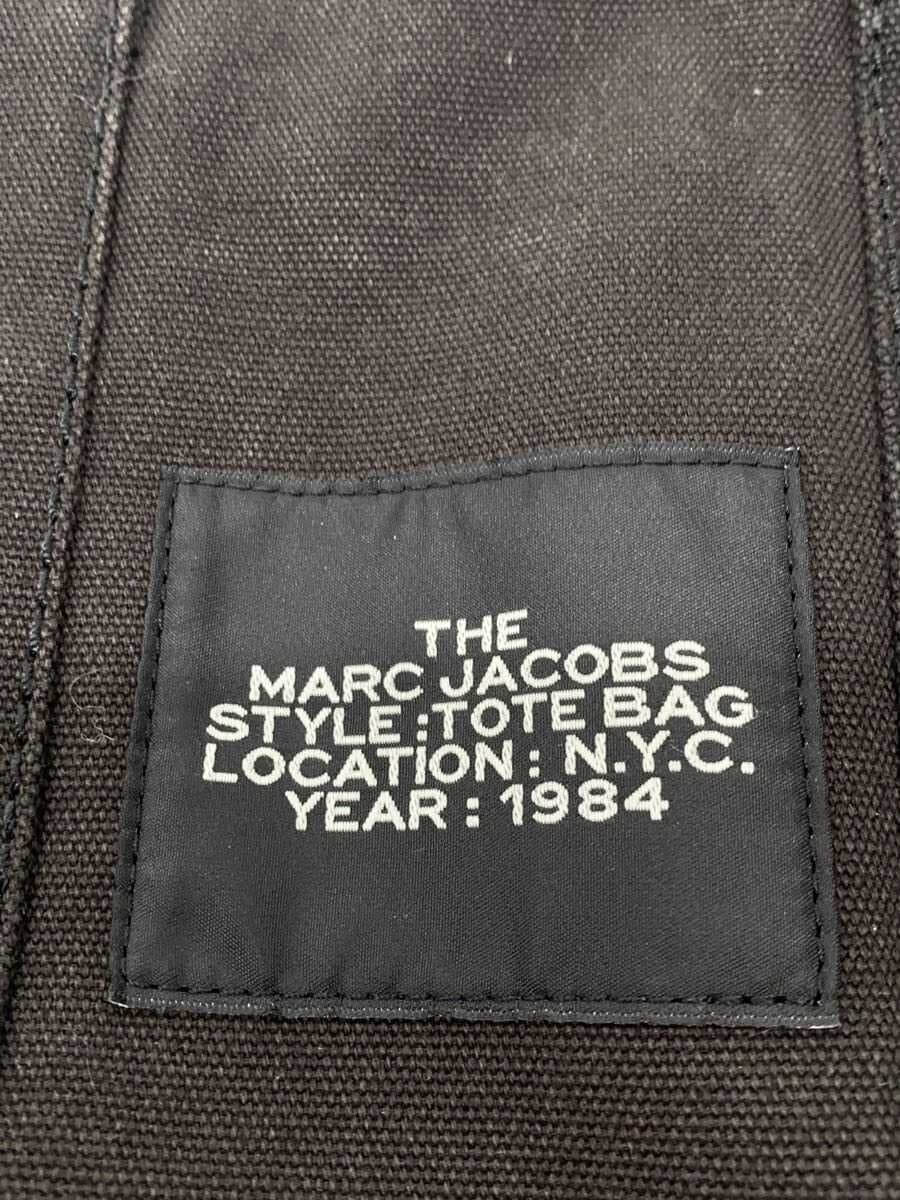 THE
MARC JACOBS
STYLE : TOTE BAG
LOCATION : N.Y.C.
YEAR : 1984